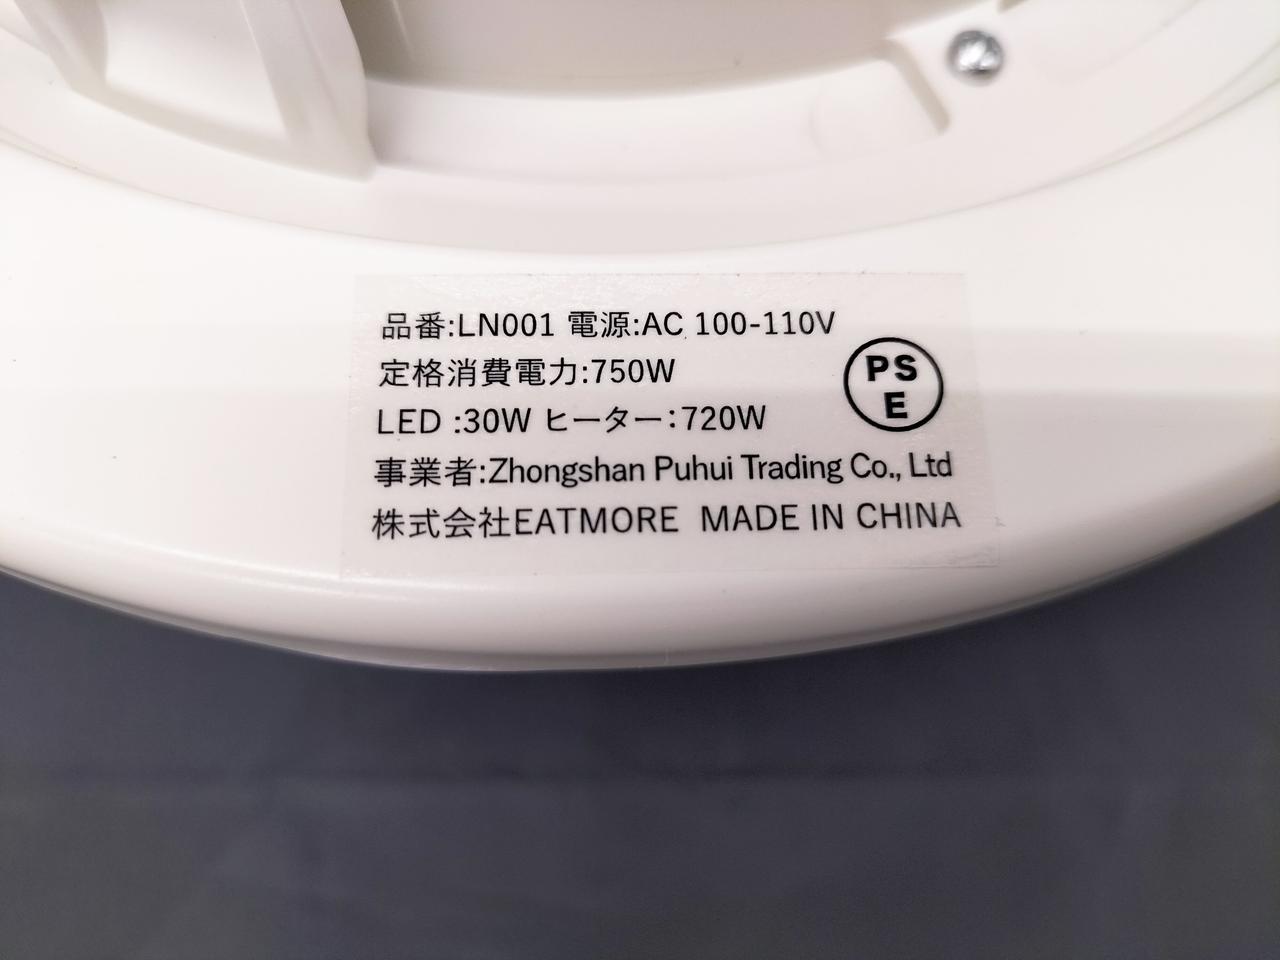 品番:LN001 電源:AC 100-110V
定格消費電力:750W
PS
E
LED :30W ヒーター:720W
事業者:Zhongshan Puhui Trading Co., Ltd
株式会社EATMORE MADE IN CHINA